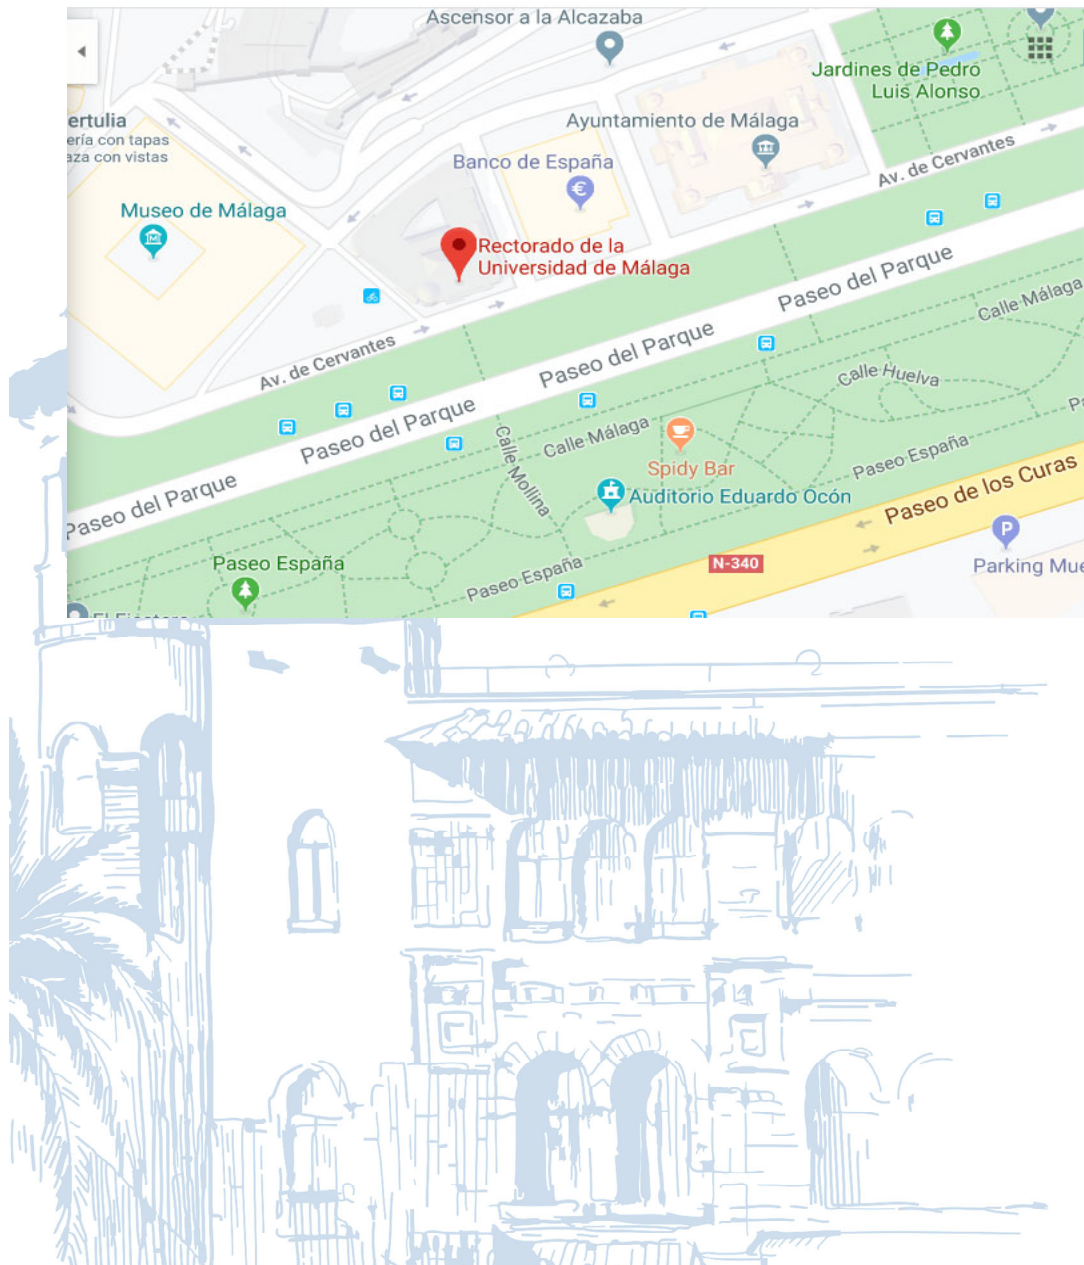 Ascensor a la Alcazaba
Jardines de Pedro
Luis Alonso
ertulia
ería con tapas
aza con vistas
Ayuntamiento de Málaga
Banco de España
Av. de Cervantes
Museo de Málaga
Rectorado de la
Universidad de Málaga
Paseo del Parque
Paseo del Parque
Calle Málaga
Av. de Cervantes
Paseo del Parque
Calle Huelva
Paseo del Parque
Calle Málaga
Calle Mollina
Spidy Bar
Paseo España
Pa
Auditorio Eduardo Ocón
Paseo de los Curas
P
Paseo España
Paseo España
N-340
Parking Mue